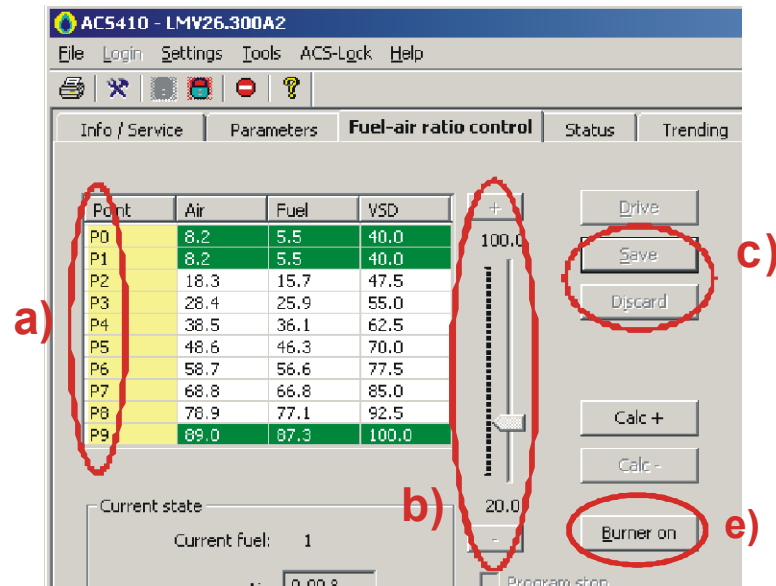 ACS410 - LMV26.300A2
File Login Settings Tools ACS-Lock Help
Info / Service Parameters Fuel-air ratio control Status Trending
Point Air Fuel VSD
P0 8.2 5.5 40.0
P1 8.2 5.5 40.0
P2 18.3 15.7 47.5
P3 28.4 25.9 55.0
P4 38.5 36.1 62.5
P5 48.6 46.3 70.0
P6 58.7 56.6 77.5
P7 68.8 66.8 85.0
P8 78.9 77.1 92.5
P9 89.0 87.3 100.0
a)
+
100.0
20.0
-
b)
Drive
Save
Discard
c)
Calc +
Calc -
Burner on
e)
Current state
Current fuel: 1
Program stop